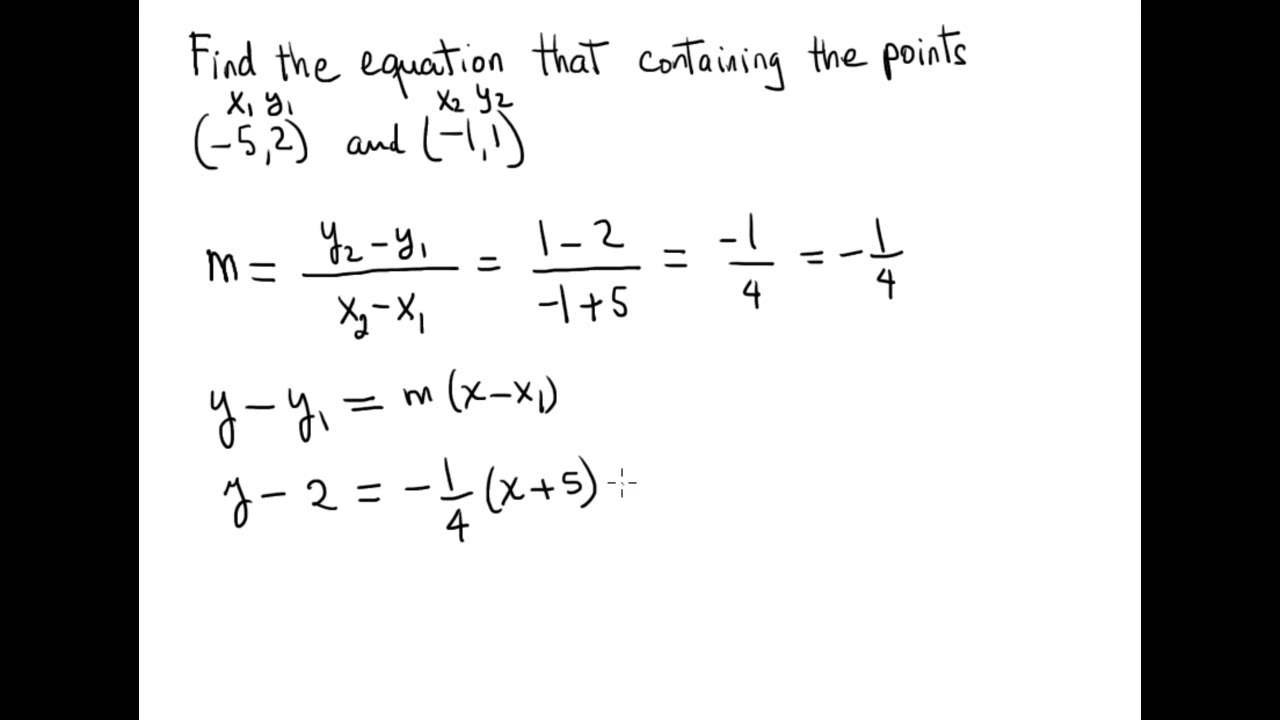 Find the equation that containing the points
x₁ y₁ x₂ y₂
(-5,2) and (-1,1)
m = (y₂ - y₁)/(x₂ - x₁) = (1 - 2)/(-1 + 5) = -1/4 = -1/4
y - y₁ = m(x - x₁)
y - 2 = -1/4(x + 5)